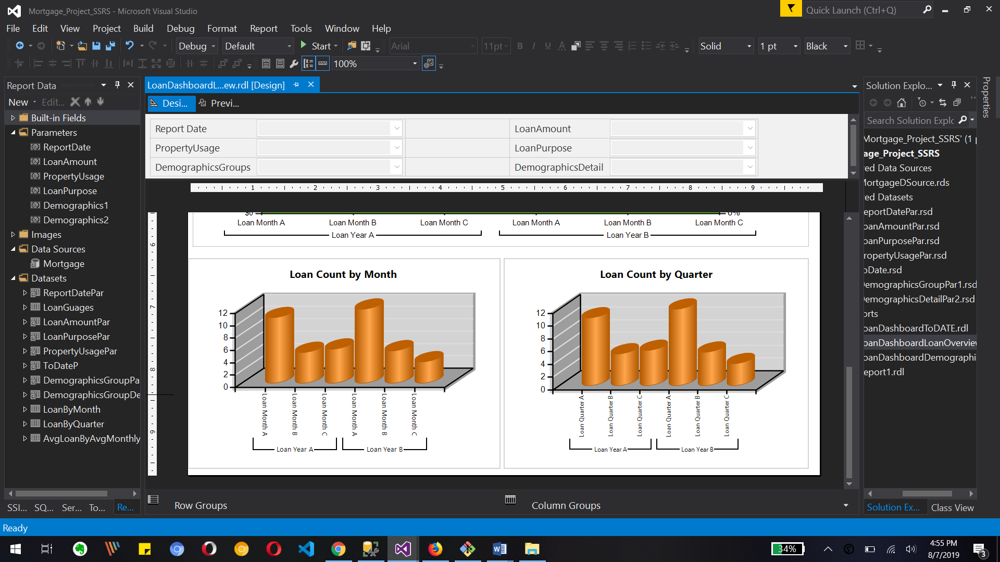 Mortgage_Project_SSRS - Microsoft Visual Studio
Quick Launch (Ctrl+Q)
File Edit View Project Build Debug Format Report Tools Window Help
Debug Default Start Arial 11pt B I U A Solid 1 pt Black
100%
Report Data
New Edit...
Built-in Fields
Parameters
ReportDate
LoanAmount
PropertyUsage
LoanPurpose
Demographics1
Demographics2
Images
Data Sources
Mortgage
Datasets
ReportDatePar
LoanGuages
LoanAmountPar
LoanPurposePar
PropertyUsagePar
ToDateP
DemographicsGroupPa
DemographicsGroupDe
LoanByMonth
LoanByQuarter
AvgLoanByAvgMonthly
SSI... SQ... Ser... To... Re...
LoanDashboardL...ew.rdl [Design]
Desi... Previ...
Report Date LoanAmount
PropertyUsage LoanPurpose
DemographicsGroups DemographicsDetail
1 2 3 4 5 6 7 8 9
6
7
8
9
$0 0%
Loan Month A Loan Month B Loan Month C Loan Month A Loan Month B Loan Month C
Loan Year A Loan Year B
Loan Count by Month
12
10
8
6
4
2
0
Loan Month A Loan Month B Loan Month C Loan Month A Loan Month B Loan Month C
Loan Year A Loan Year B
Loan Count by Quarter
12
10
8
6
4
2
0
Loan Quarter A Loan Quarter B Loan Quarter C Loan Quarter A Loan Quarter B Loan Quarter C
Loan Year A Loan Year B
Row Groups Column Groups
Solution Explo...
Search Solution Explo
Mortgage_Project_SSRS' (1 p
age_Project_SSRS
red Data Sources
MortgageDSource.rds
red Datasets
eportDatePar.rsd
oanAmountPar.rsd
oanPurposePar.rsd
ropertyUsagePar.rsd
oDate.rsd
DemographicsGroupPar1.rsd
DemographicsDetailPar2.rsd
orts
oanDashboardToDATE.rdl
oanDashboardLoanOverview
oanDashboardDemographi
eport1.rdl
Solution Ex... Class View
Properties
Ready
34%
4:55 PM
8/7/2019
3